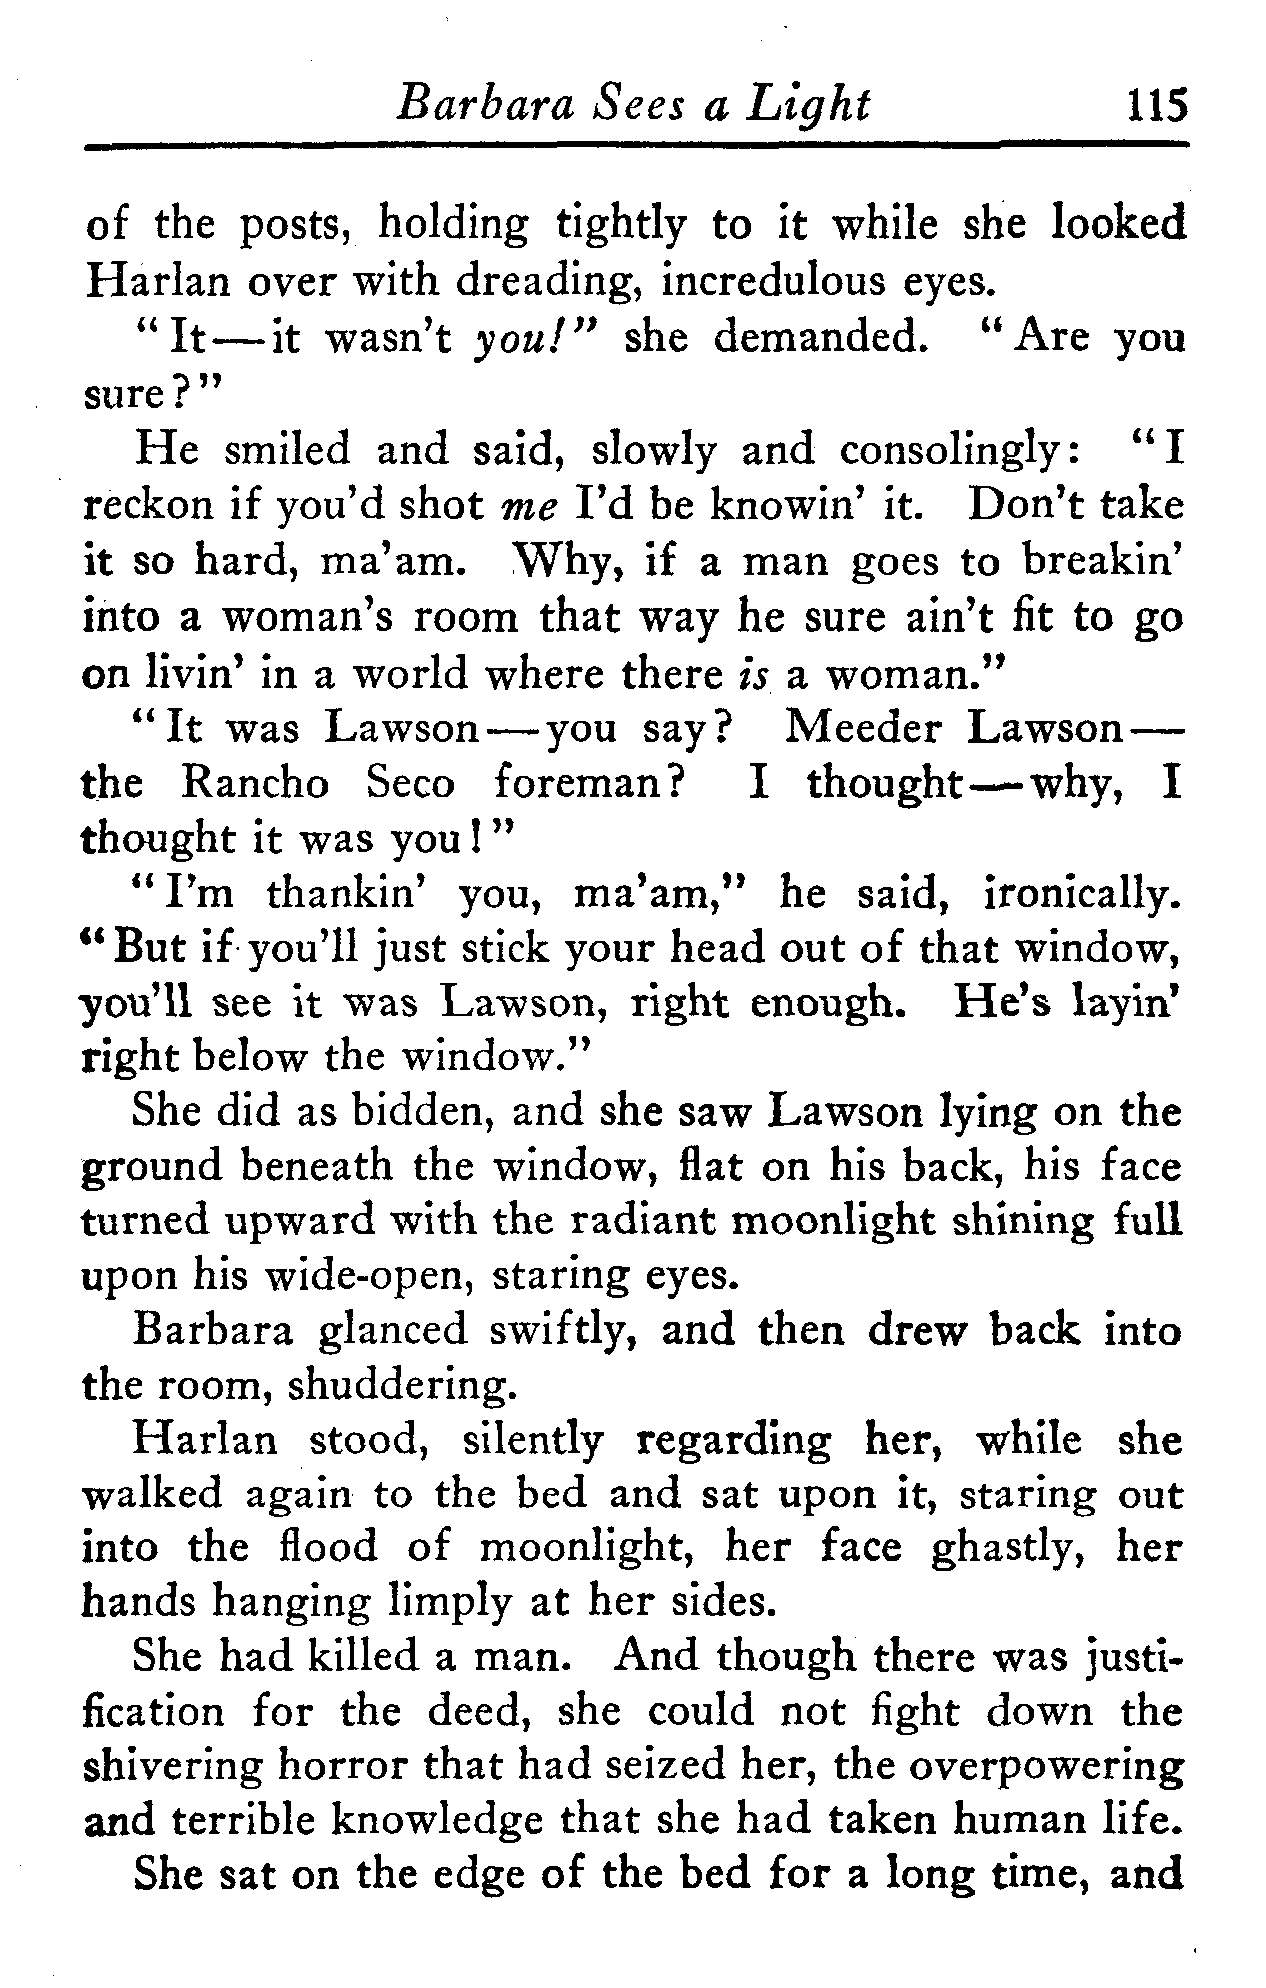 Barbara Sees a Light 115
of the posts, holding tightly to it while she looked
Harlan over with dreading, incredulous eyes.
"It—it wasn't you!" she demanded. "Are you
sure?"
He smiled and said, slowly and consolingly: "I
reckon if you'd shot me I'd be knowin' it. Don't take
it so hard, ma'am. Why, if a man goes to breakin'
into a woman's room that way he sure ain't fit to go
on livin' in a world where there is a woman."
"It was Lawson—you say? Meeder Lawson—
the Rancho Seco foreman? I thought—why, I
thought it was you!"
"I'm thankin' you, ma'am," he said, ironically.
"But if you'll just stick your head out of that window,
you'll see it was Lawson, right enough. He's layin'
right below the window."
She did as bidden, and she saw Lawson lying on the
ground beneath the window, flat on his back, his face
turned upward with the radiant moonlight shining full
upon his wide-open, staring eyes.
Barbara glanced swiftly, and then drew back into
the room, shuddering.
Harlan stood, silently regarding her, while she
walked again to the bed and sat upon it, staring out
into the flood of moonlight, her face ghastly, her
hands hanging limply at her sides.
She had killed a man. And though there was justi-
fication for the deed, she could not fight down the
shivering horror that had seized her, the overpowering
and terrible knowledge that she had taken human life.
She sat on the edge of the bed for a long time, and